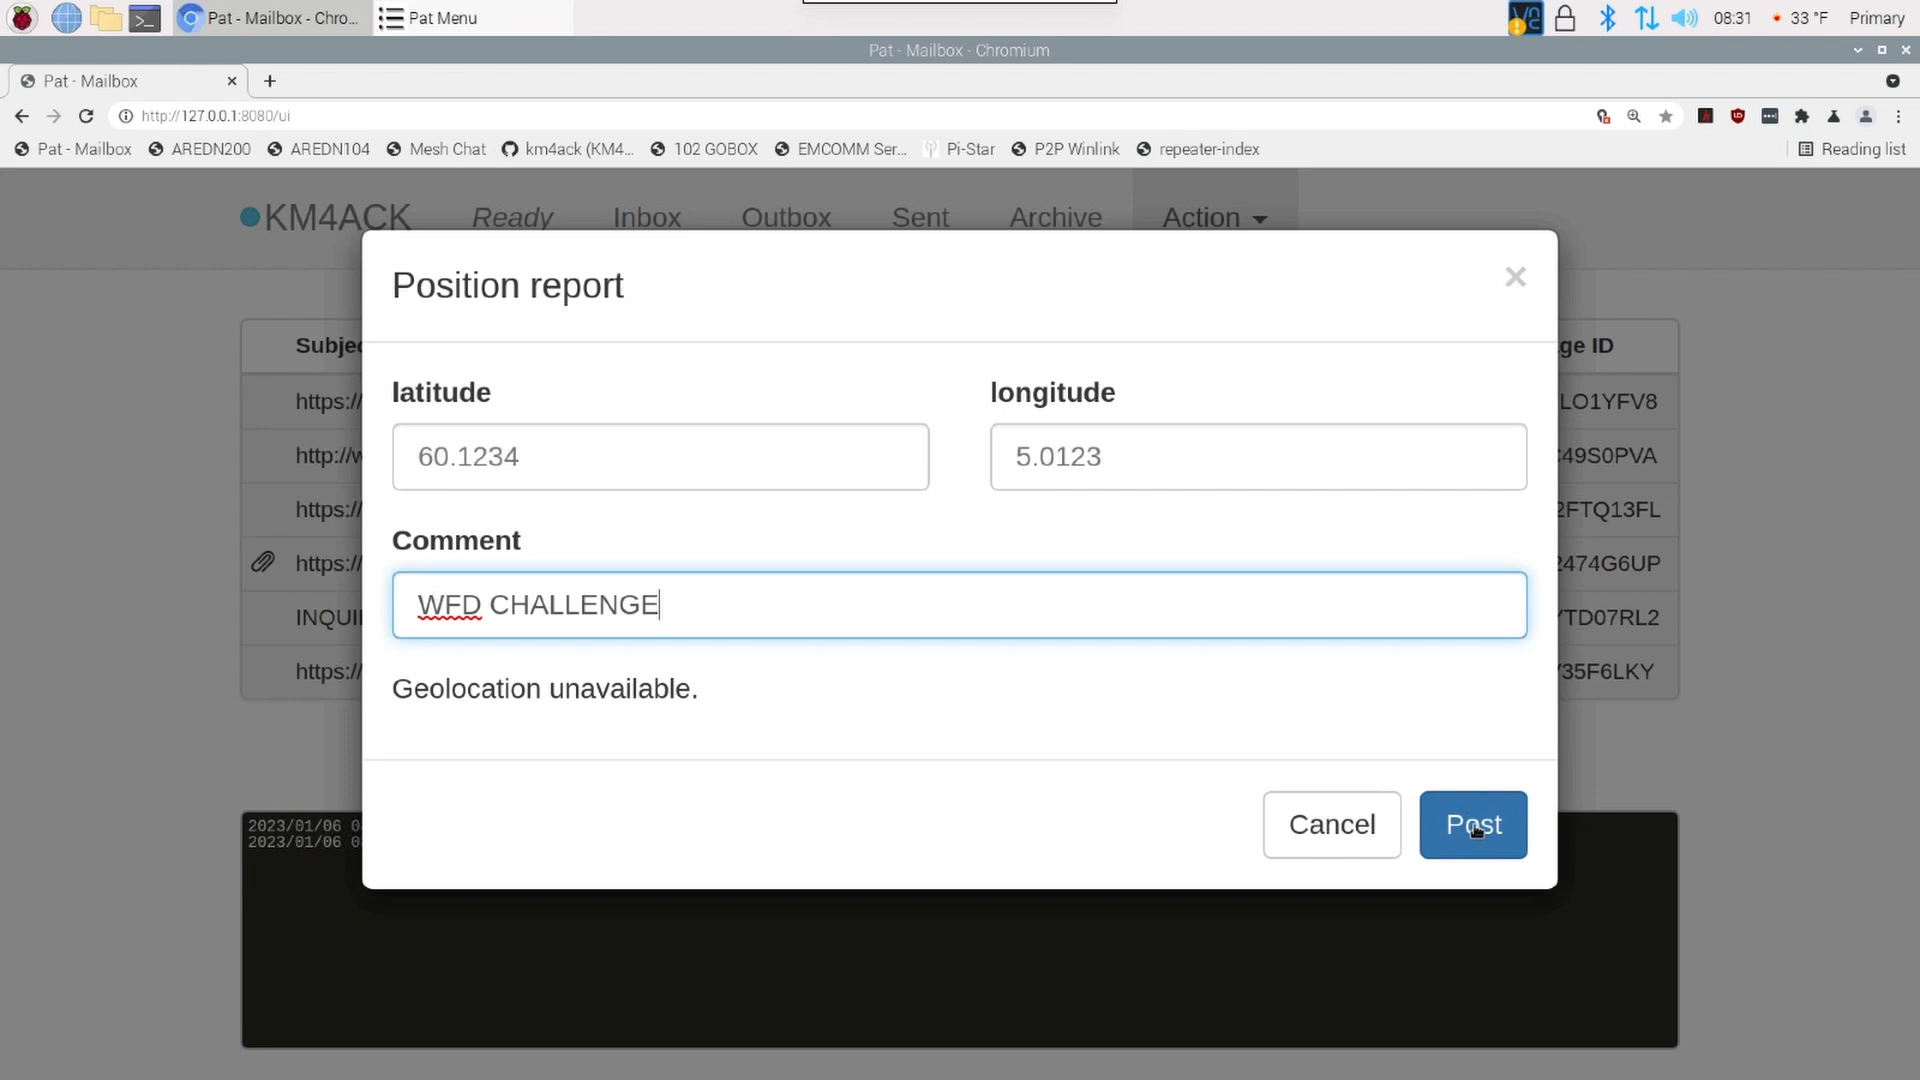 Pat - Mailbox - Chro...
Pat Menu
08:31
33 °F
Primary
Pat - Mailbox - Chromium
Pat - Mailbox
http://127.0.0.1:8080/ui
Pat - Mailbox
AREDN200
AREDN104
Mesh Chat
km4ack (KM4...
102 GOBOX
EMCOMM Ser...
Pi-Star
P2P Winlink
repeater-index
Reading list
KM4ACK
Ready
Inbox
Outbox
Sent
Archive
Action
Position report
×
latitude
longitude
60.1234
5.0123
Comment
WFD CHALLENGE
Geolocation unavailable.
Cancel
Post
Subjec
ge ID
https://
LO1YFV8
http://w
49S0PVA
https://
2FTQ13FL
https://
2474G6UP
INQUI
TD07RL2
https://
35F6LKY
2023/01/06 0
2023/01/06 0